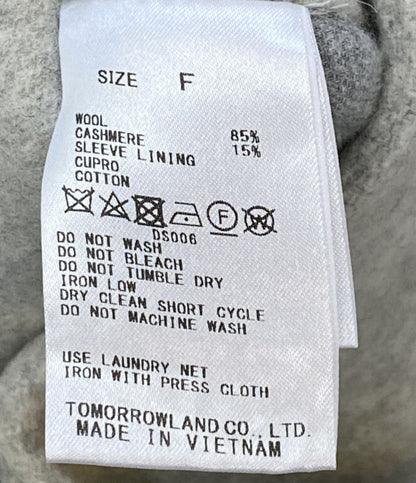 SIZE F
WOOL
CASHMERE 85%
SLEEVE LINING 15%
CUPRO
COTTON
F W
DS006
DO NOT WASH
DO NOT BLEACH
DO NOT TUMBLE DRY
IRON LOW
DRY CLEAN SHORT CYCLE
DO NOT MACHINE WASH
USE LAUNDRY NET
IRON WITH PRESS CLOTH
TOMORROWLAND CO., LTD.
MADE IN VIETNAM